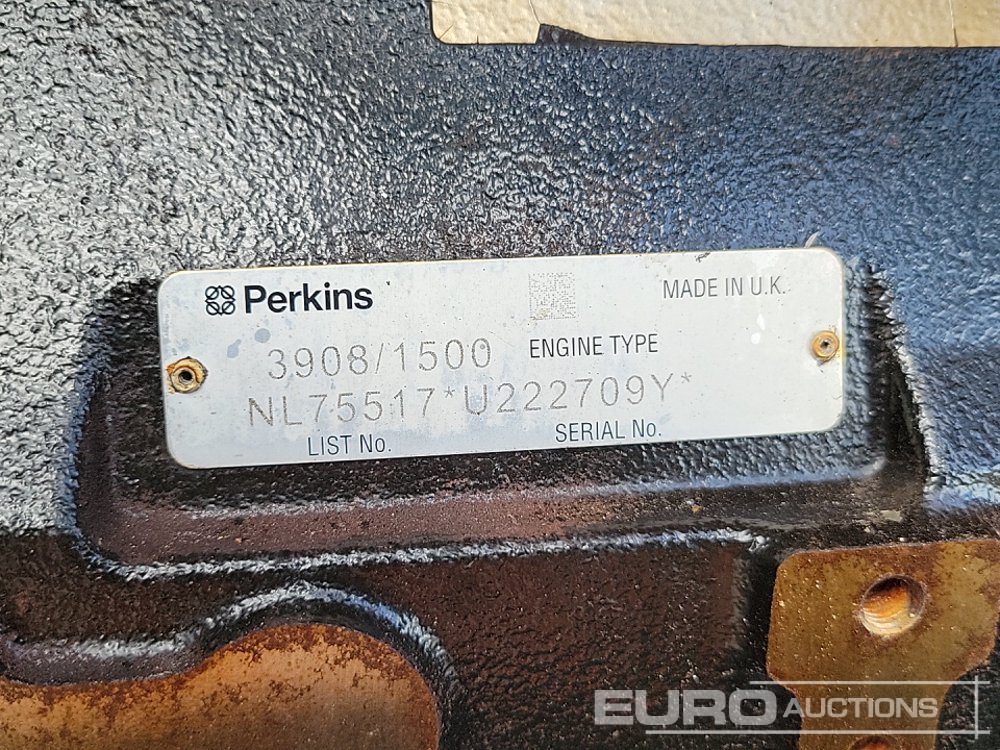 Perkins MADE IN U.K.
3908/1500 ENGINE TYPE
NL75517*U222709Y*
LIST No. SERIAL No.
EURO AUCTIONS